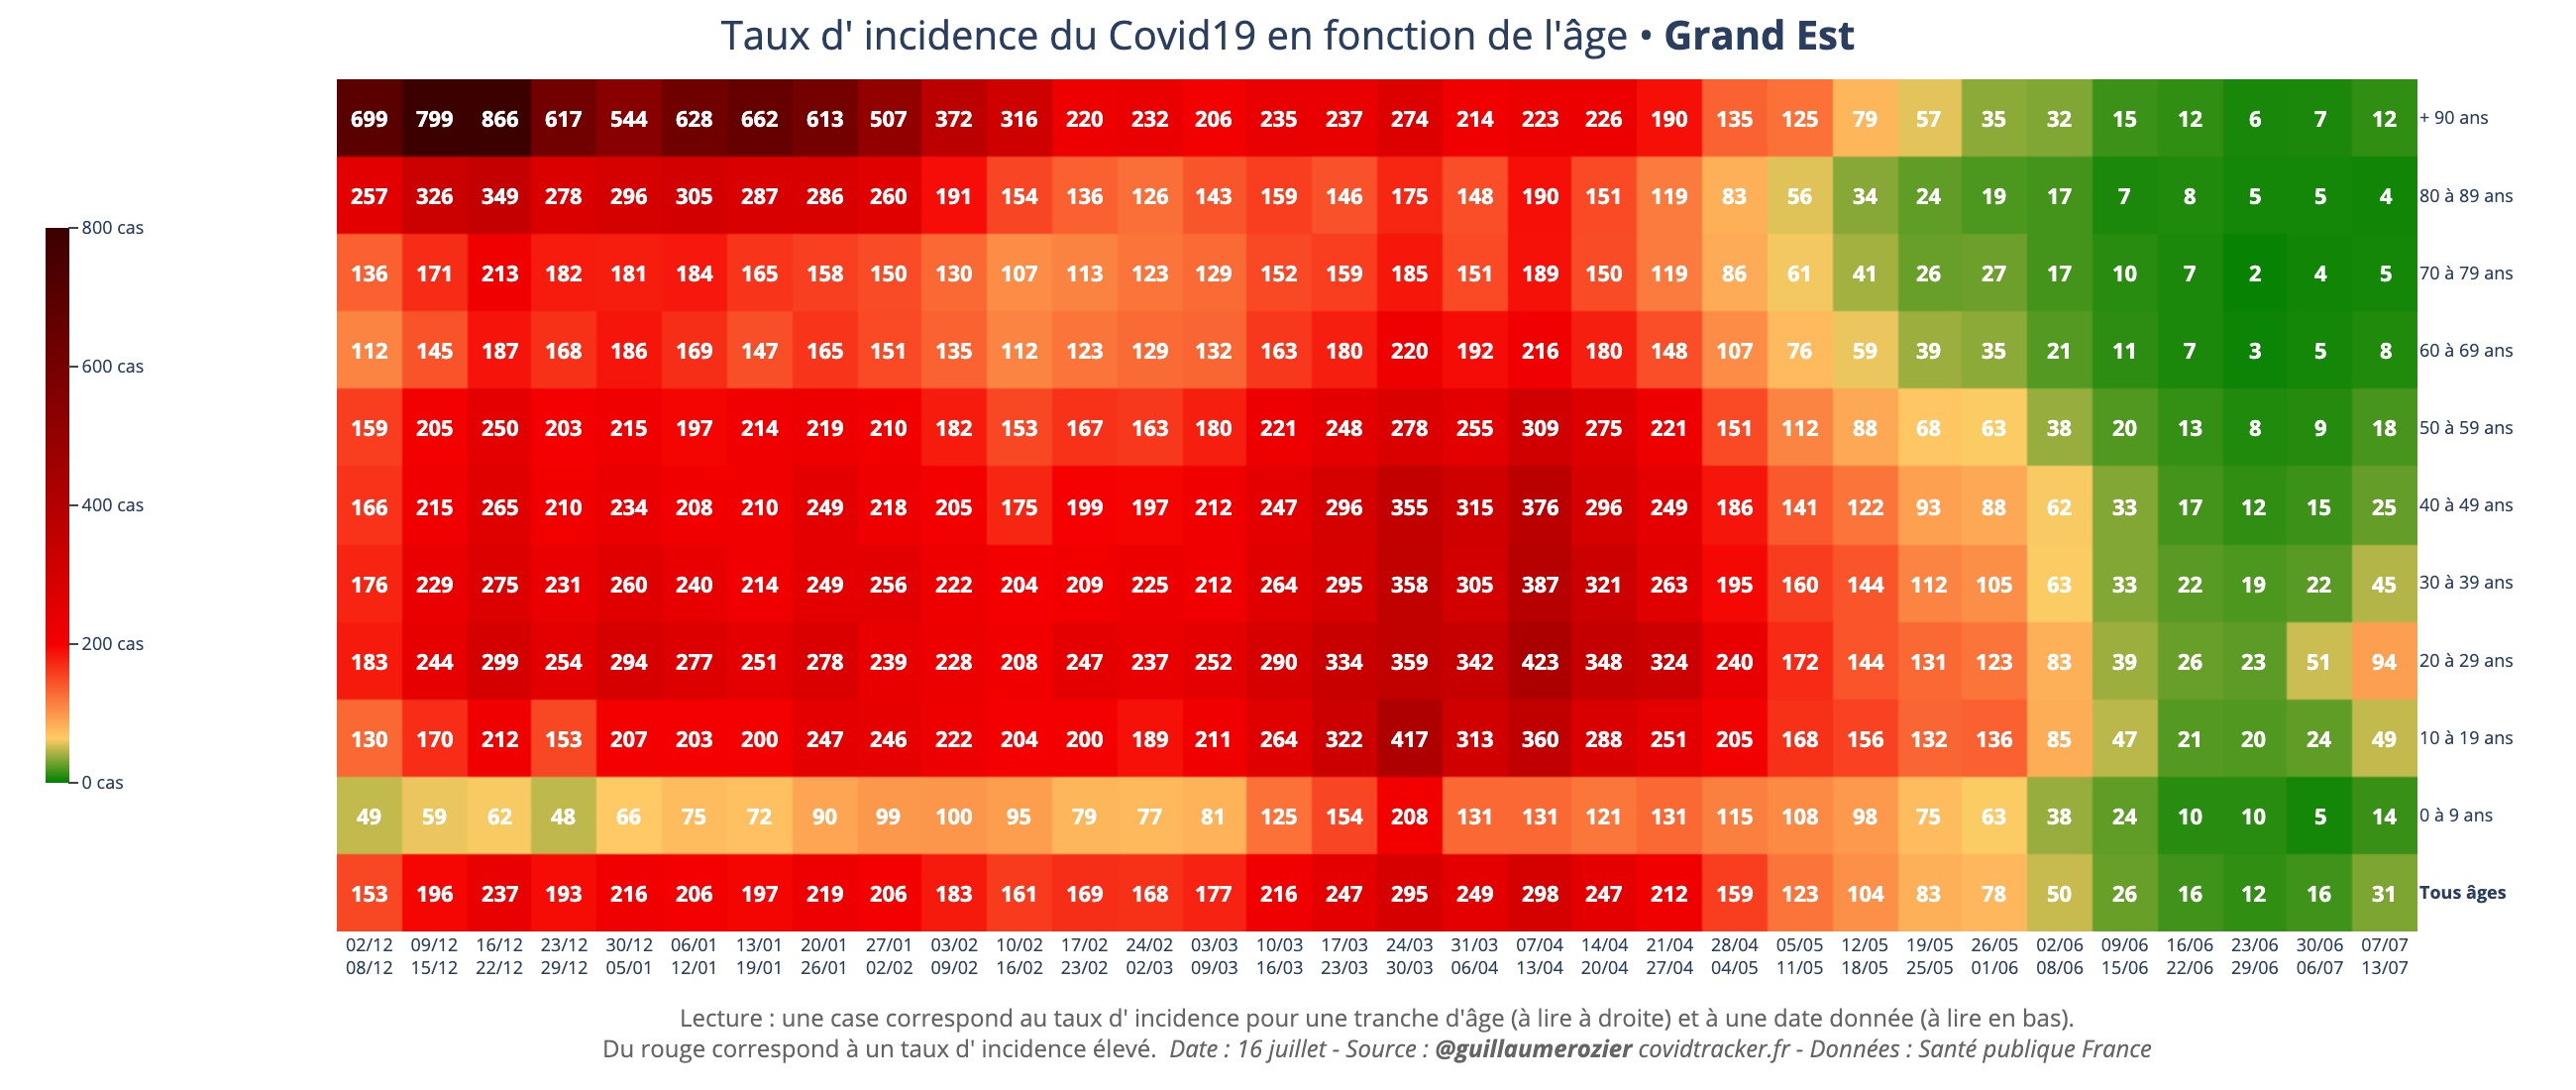 Taux d' incidence du Covid19 en fonction de l'âge • Grand Est
800 cas
600 cas
400 cas
200 cas
0 cas
699 799 866 617 544 628 662 613 507 372 316 220 232 206 235 237 274 214 223 226 190 135 125 79 57 35 32 15 12 6 7 12 + 90 ans
257 326 349 278 296 305 287 286 260 191 154 136 126 143 159 146 175 148 190 151 119 83 56 34 24 19 17 7 8 5 5 4 80 à 89 ans
136 171 213 182 181 184 165 158 150 130 107 113 123 129 152 159 185 151 189 150 119 86 61 41 26 27 17 10 7 2 4 5 70 à 79 ans
112 145 187 168 186 169 147 165 151 135 112 123 129 132 163 180 220 192 216 180 148 107 76 59 39 35 21 11 7 3 5 8 60 à 69 ans
159 205 250 203 215 197 214 219 210 182 153 167 163 180 221 248 278 255 309 275 221 151 112 88 68 63 38 20 13 8 9 18 50 à 59 ans
166 215 265 210 234 208 210 249 218 205 175 199 197 212 247 296 355 315 376 296 249 186 141 122 93 88 62 33 17 12 15 25 40 à 49 ans
176 229 275 231 260 240 214 249 256 222 204 209 225 212 264 295 358 305 387 321 263 195 160 144 112 105 63 33 22 19 22 45 30 à 39 ans
183 244 299 254 294 277 251 278 239 228 208 247 237 252 290 334 359 342 423 348 324 240 172 144 131 123 83 39 26 23 51 94 20 à 29 ans
130 170 212 153 207 203 200 247 246 222 204 200 189 211 264 322 417 313 360 288 251 205 168 156 132 136 85 47 21 20 24 49 10 à 19 ans
49 59 62 48 66 75 72 90 99 100 95 79 77 81 125 154 208 131 131 121 131 115 108 98 75 63 38 24 10 10 5 14 0 à 9 ans
153 196 237 193 216 206 197 219 206 183 161 169 168 177 216 247 295 249 298 247 212 159 123 104 83 78 50 26 16 12 16 31 Tous âges
02/12 09/12 16/12 23/12 30/12 06/01 13/01 20/01 27/01 03/02 10/02 17/02 24/02 03/03 10/03 17/03 24/03 31/03 07/04 14/04 21/04 28/04 05/05 12/05 19/05 26/05 02/06 09/06 16/06 23/06 30/06 07/07
08/12 15/12 22/12 29/12 05/01 12/01 19/01 26/01 02/02 09/02 16/02 23/02 02/03 09/03 16/03 23/03 30/03 06/04 13/04 20/04 27/04 04/05 11/05 18/05 25/05 01/06 08/06 15/06 22/06 29/06 06/07 13/07
Lecture : une case correspond au taux d' incidence pour une tranche d'âge (à lire à droite) et à une date donnée (à lire en bas).
Du rouge correspond à un taux d' incidence élevé. Date : 16 juillet - Source : @guillaumerozier covidtracker.fr - Données : Santé publique France